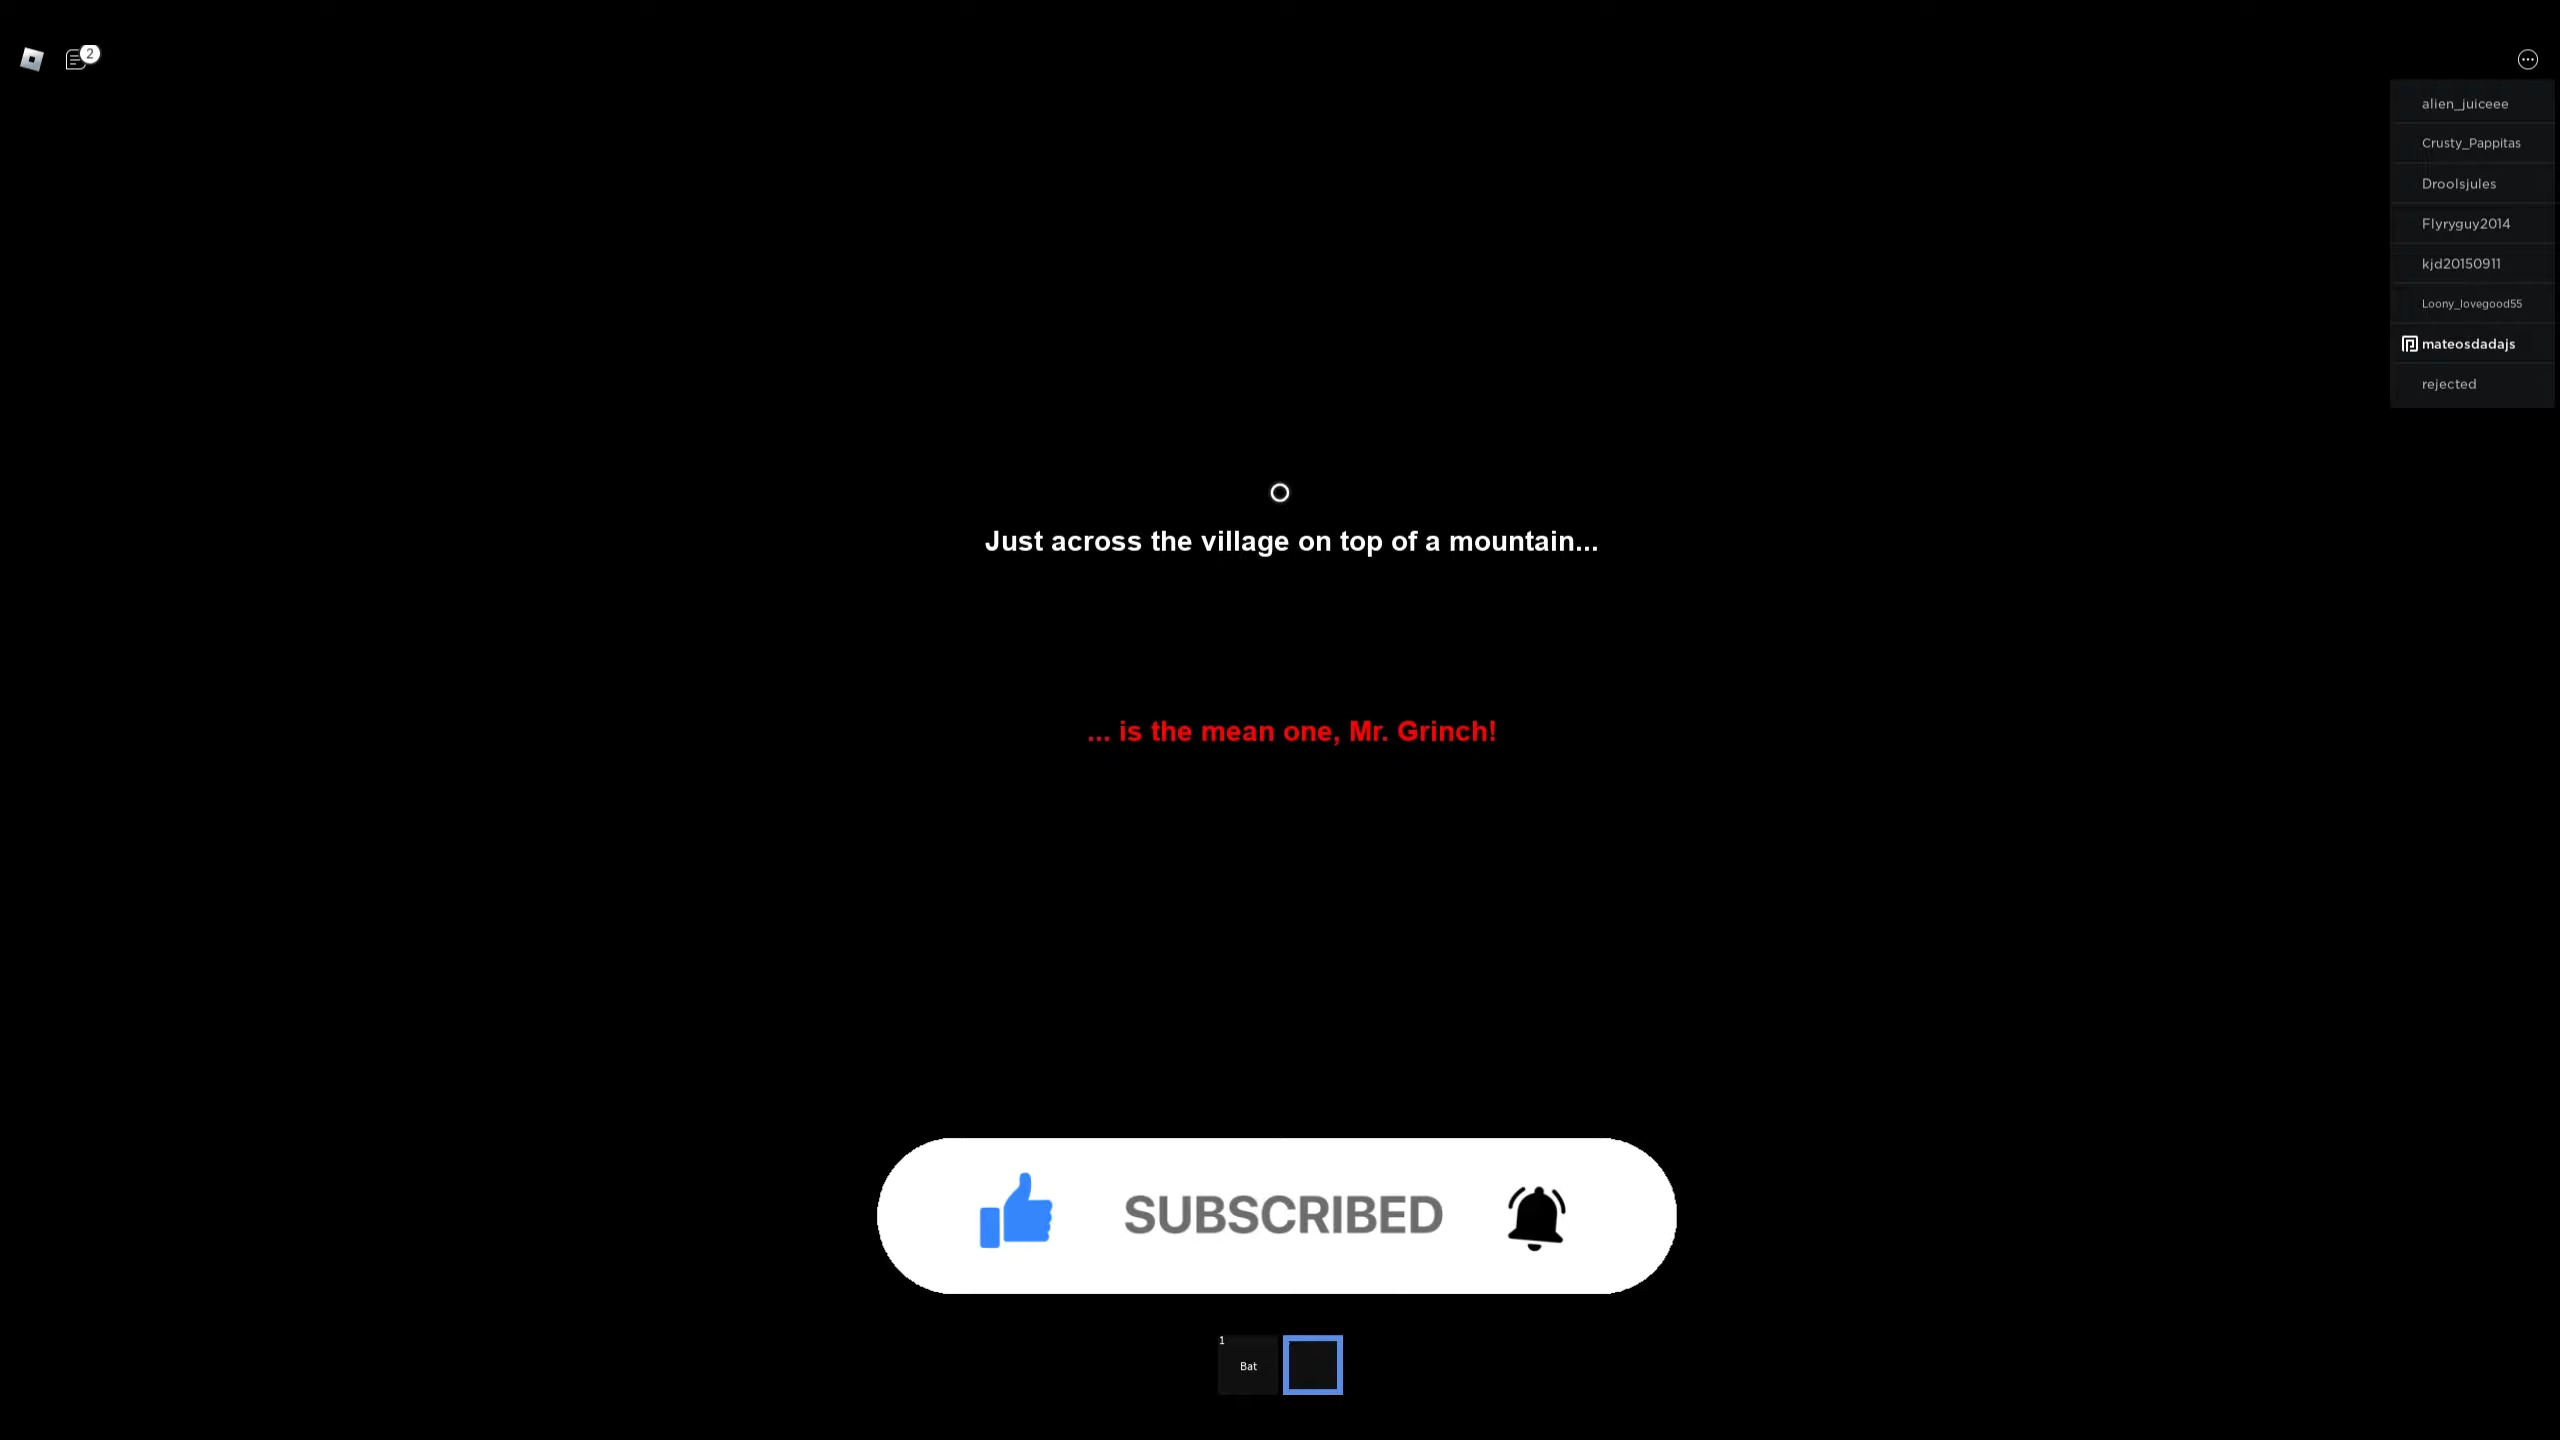 2
alien_juiceee
Crusty_Pappitas
Droolsjules
Flyryguy2014
kjd20150911
Loony_lovegood55
mateosdadajs
rejected
Just across the village on top of a mountain...
... is the mean one, Mr. Grinch!
SUBSCRIBED
1
Bat